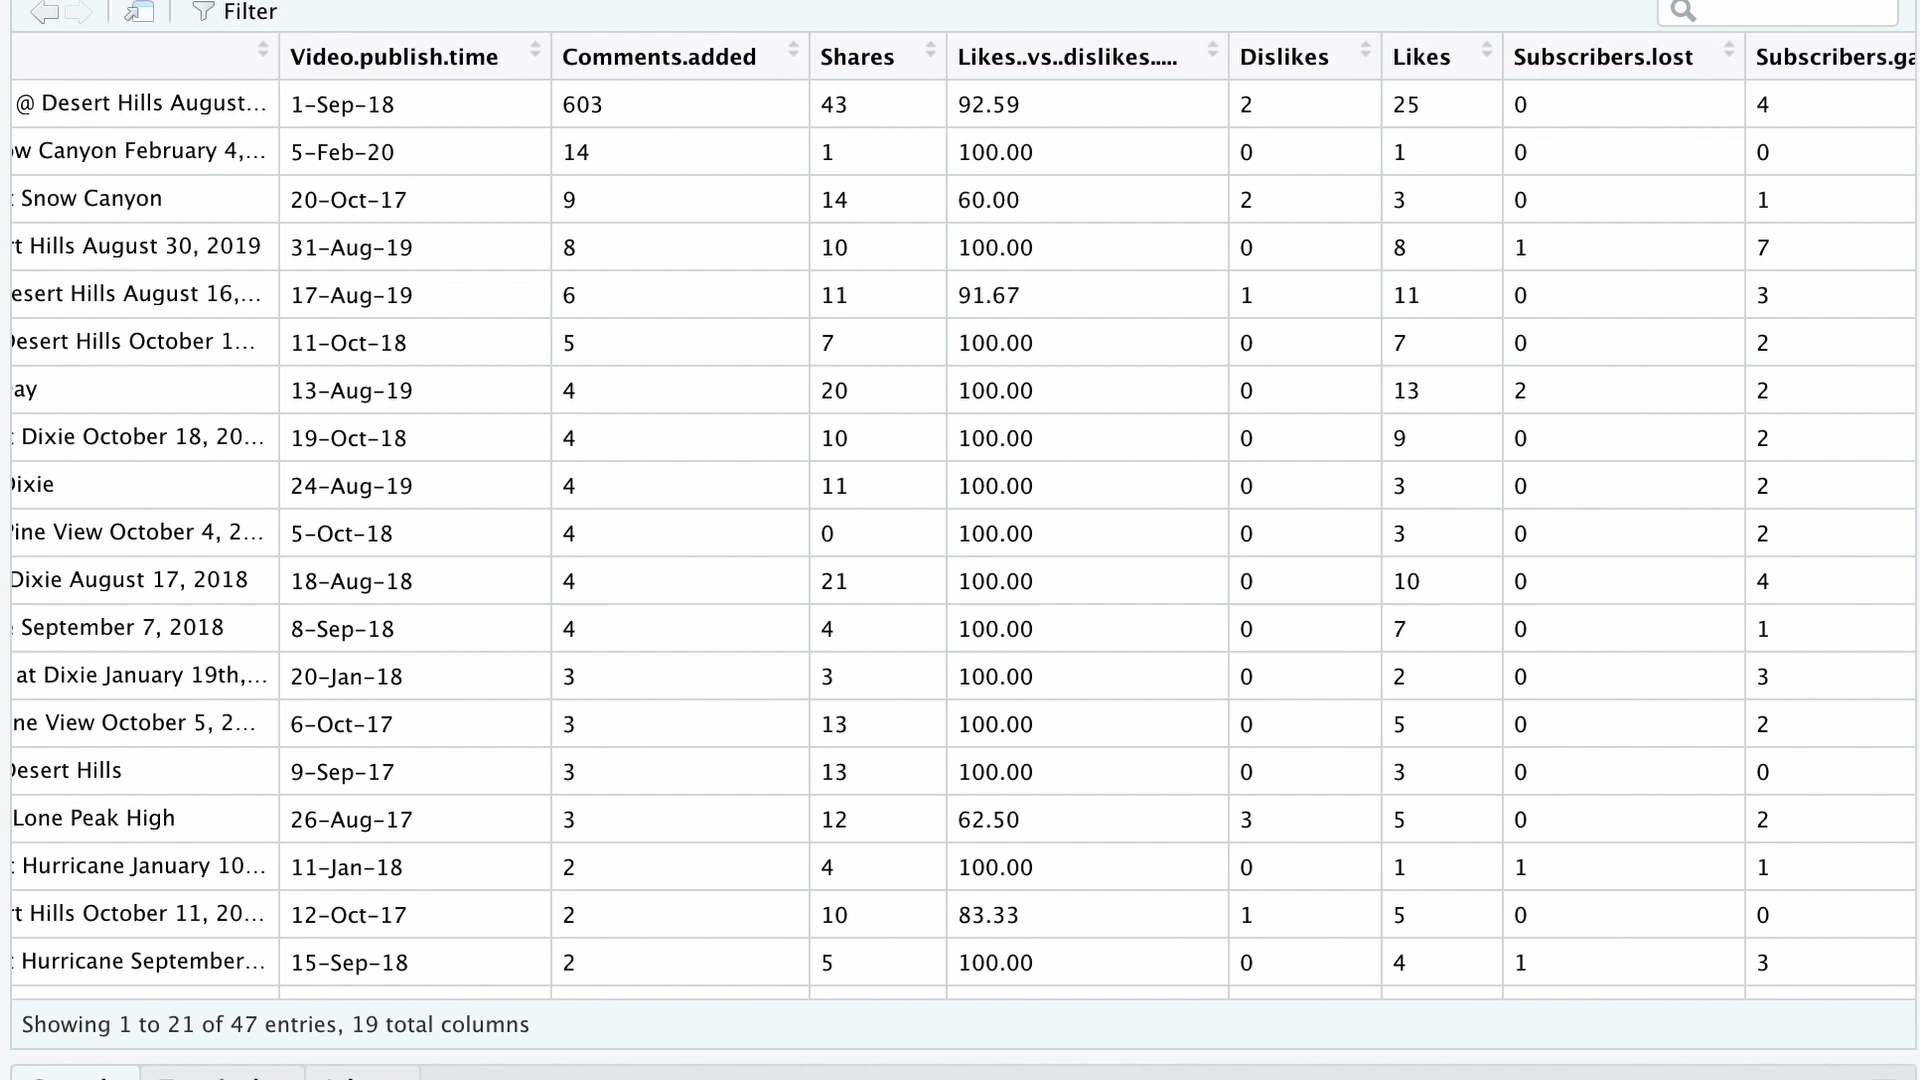 Filter
Video.publish.time Comments.added Shares Likes..vs..dislikes..... Dislikes Likes Subscribers.lost Subscribers.ga
@ Desert Hills August... 1-Sep-18 603 43 92.59 2 25 0 4
Canyon February 4,... 5-Feb-20 14 1 100.00 0 1 0 0
Snow Canyon 20-Oct-17 9 14 60.00 2 3 0 1
Hills August 30, 2019 31-Aug-19 8 10 100.00 0 8 1 7
esert Hills August 16,... 17-Aug-19 6 11 91.67 1 11 0 3
esert Hills October 1... 11-Oct-18 5 7 100.00 0 7 0 2
ay 13-Aug-19 4 20 100.00 0 13 2 2
Dixie October 18, 20... 19-Oct-18 4 10 100.00 0 9 0 2
ixie 24-Aug-19 4 11 100.00 0 3 0 2
ine View October 4, 2... 5-Oct-18 4 0 100.00 0 3 0 2
Dixie August 17, 2018 18-Aug-18 4 21 100.00 0 10 0 4
September 7, 2018 8-Sep-18 4 4 100.00 0 7 0 1
at Dixie January 19th,... 20-Jan-18 3 3 100.00 0 2 0 3
ne View October 5, 2... 6-Oct-17 3 13 100.00 0 5 0 2
esert Hills 9-Sep-17 3 13 100.00 0 3 0 0
Lone Peak High 26-Aug-17 3 12 62.50 3 5 0 2
Hurricane January 10... 11-Jan-18 2 4 100.00 0 1 1 1
Hills October 11, 20... 12-Oct-17 2 10 83.33 1 5 0 0
Hurricane September... 15-Sep-18 2 5 100.00 0 4 1 3
Showing 1 to 21 of 47 entries, 19 total columns